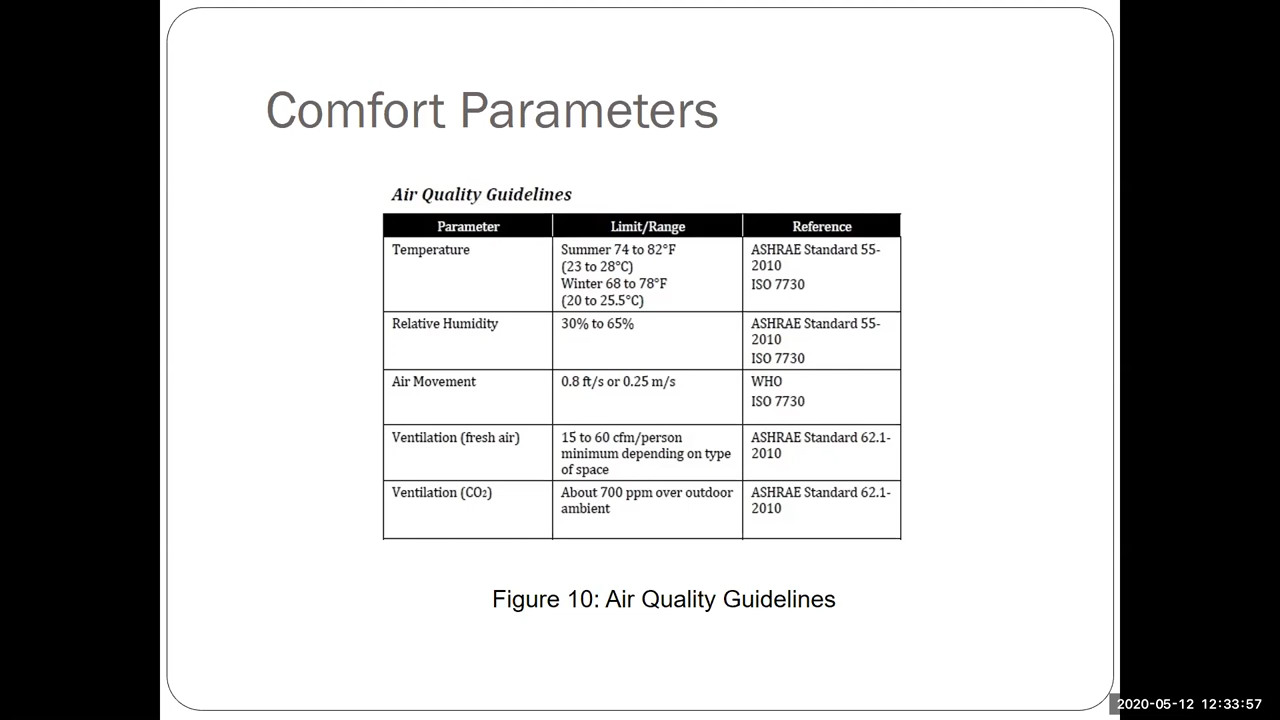 Comfort Parameters
Air Quality Guidelines
Parameter Limit/Range Reference
Temperature Summer 74 to 82°F ASHRAE Standard 55-
(23 to 28°C) 2010
Winter 68 to 78°F ISO 7730
(20 to 25.5°C)
Relative Humidity 30% to 65% ASHRAE Standard 55-
2010
ISO 7730
Air Movement 0.8 ft/s or 0.25 m/s WHO
ISO 7730
Ventilation (fresh air) 15 to 60 cfm/person ASHRAE Standard 62.1-
minimum depending on type 2010
of space
Ventilation (CO₂) About 700 ppm over outdoor ASHRAE Standard 62.1-
ambient 2010
Figure 10: Air Quality Guidelines
2020-05-12 12:33:57